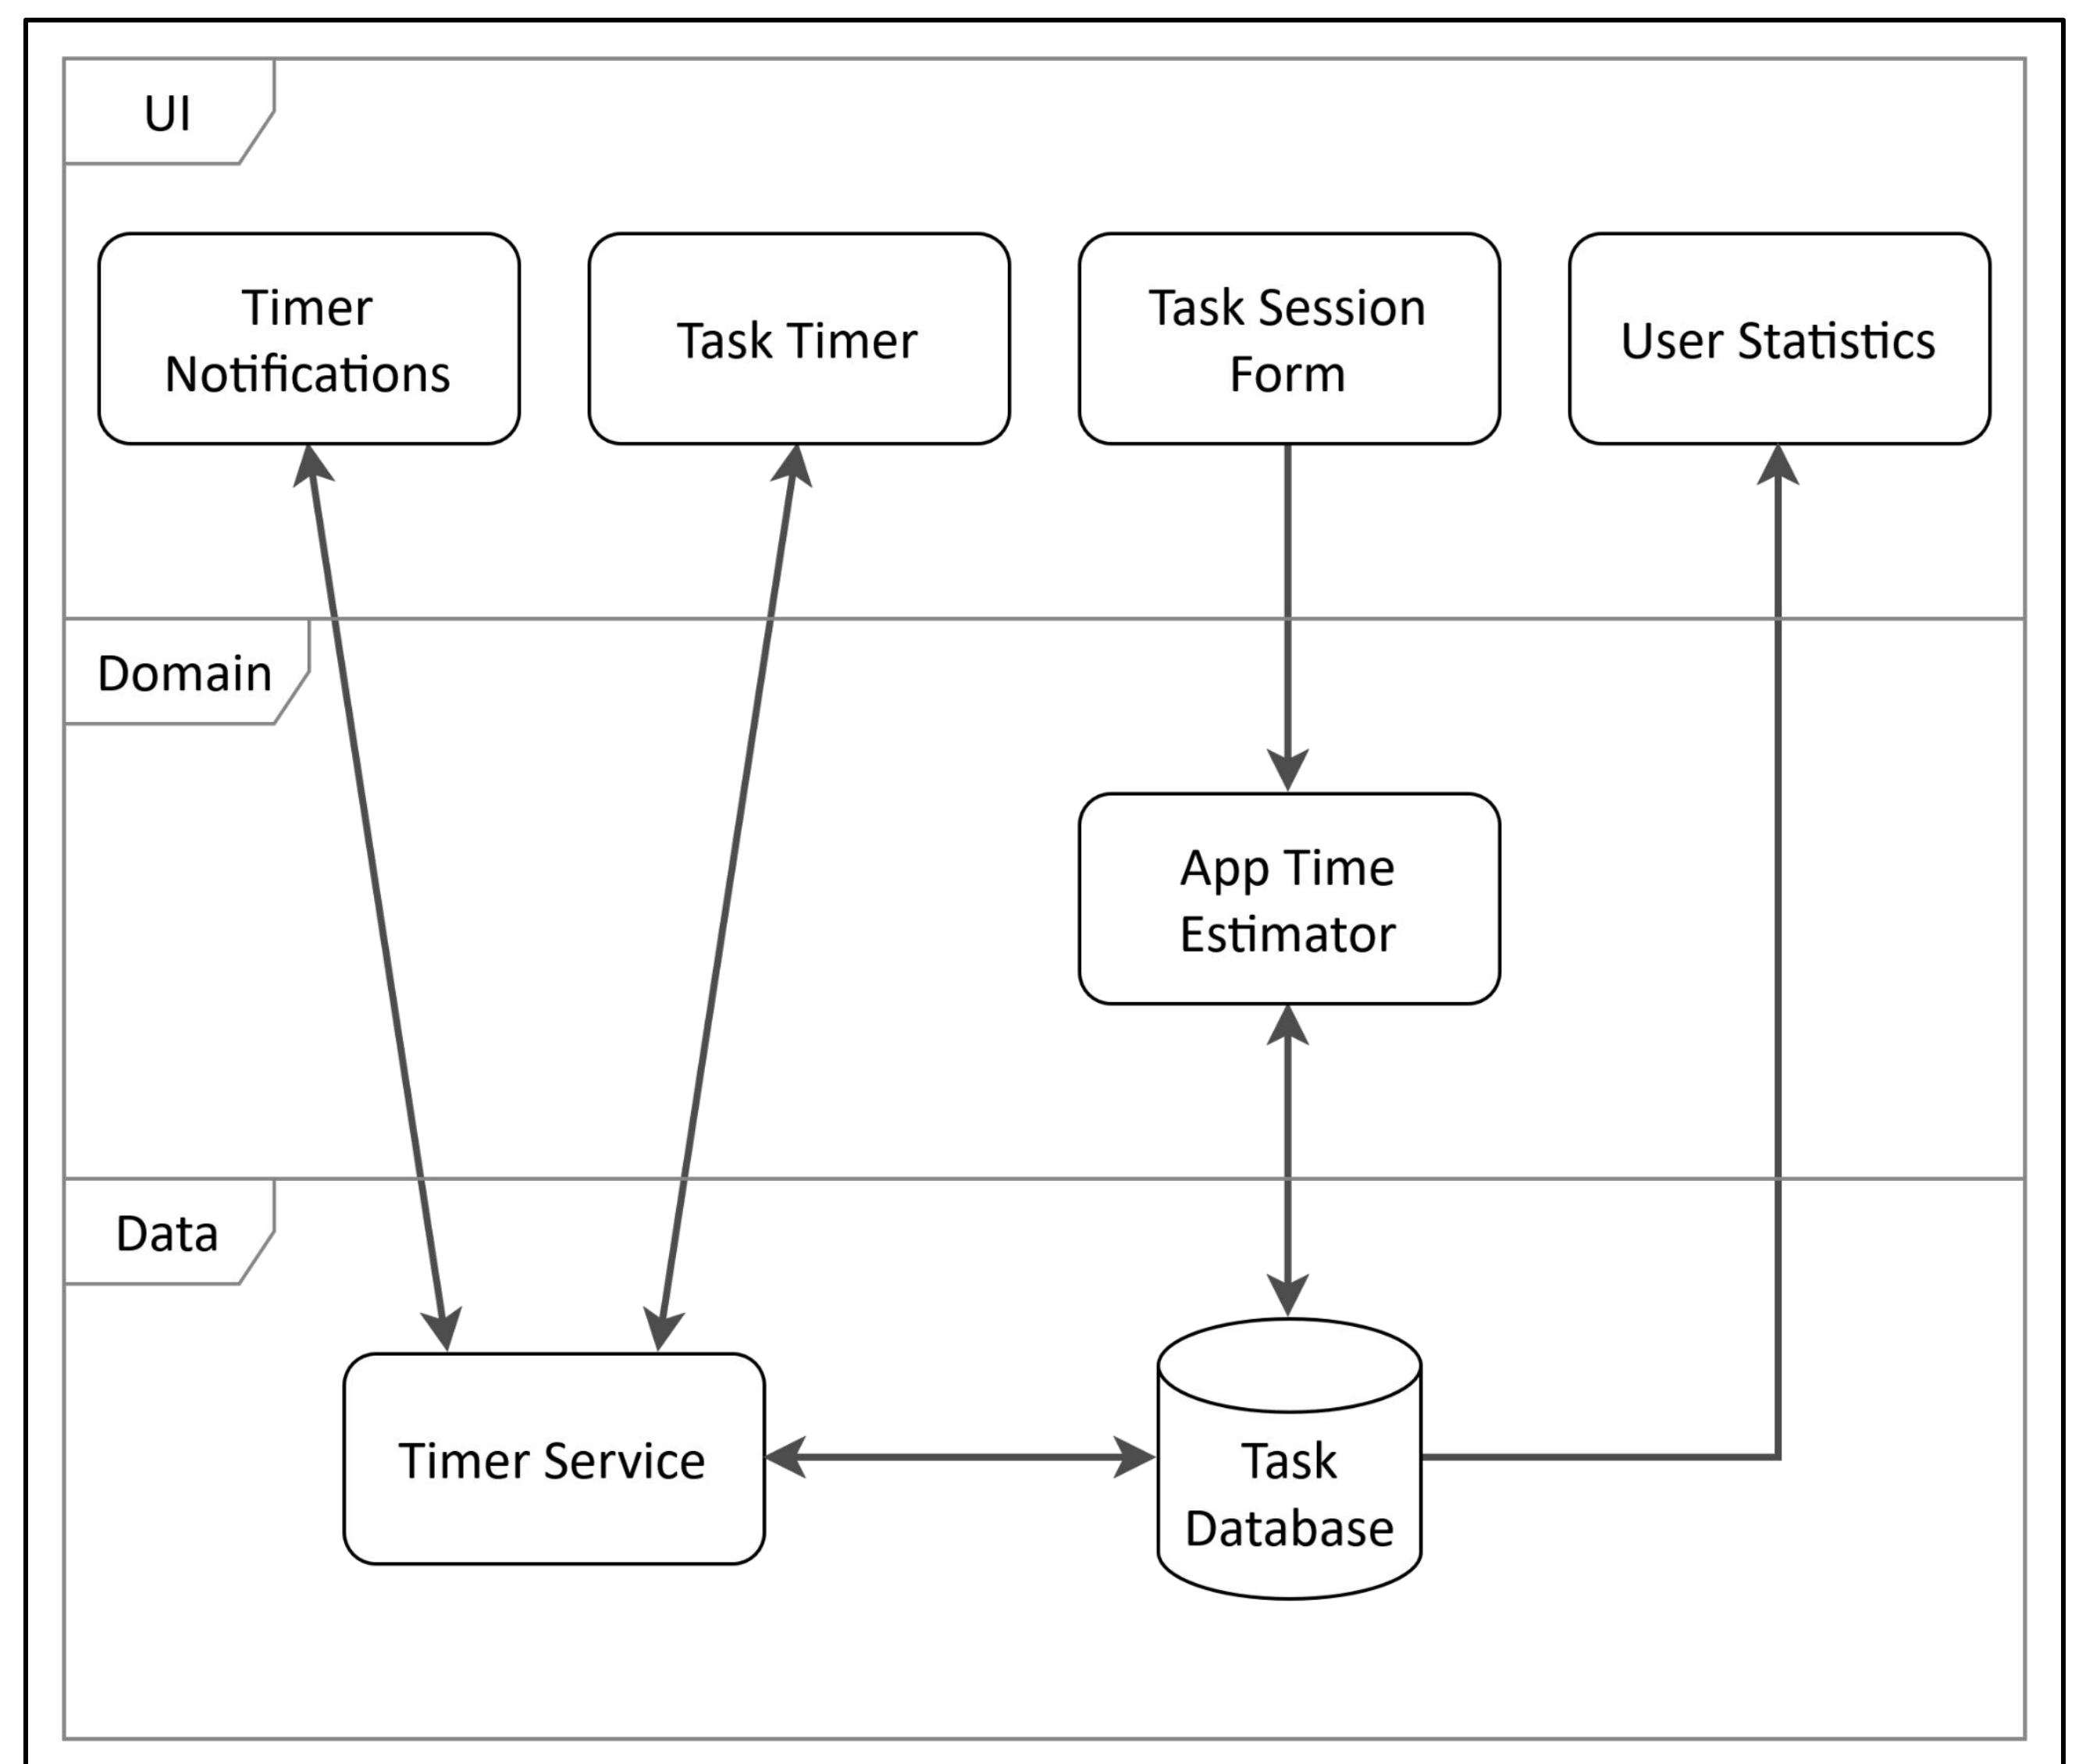 UI
Timer
Notifications
Task Timer
Task Session
Form
User Statistics
Domain
App Time
Estimator
Data
Timer Service
Task
Database